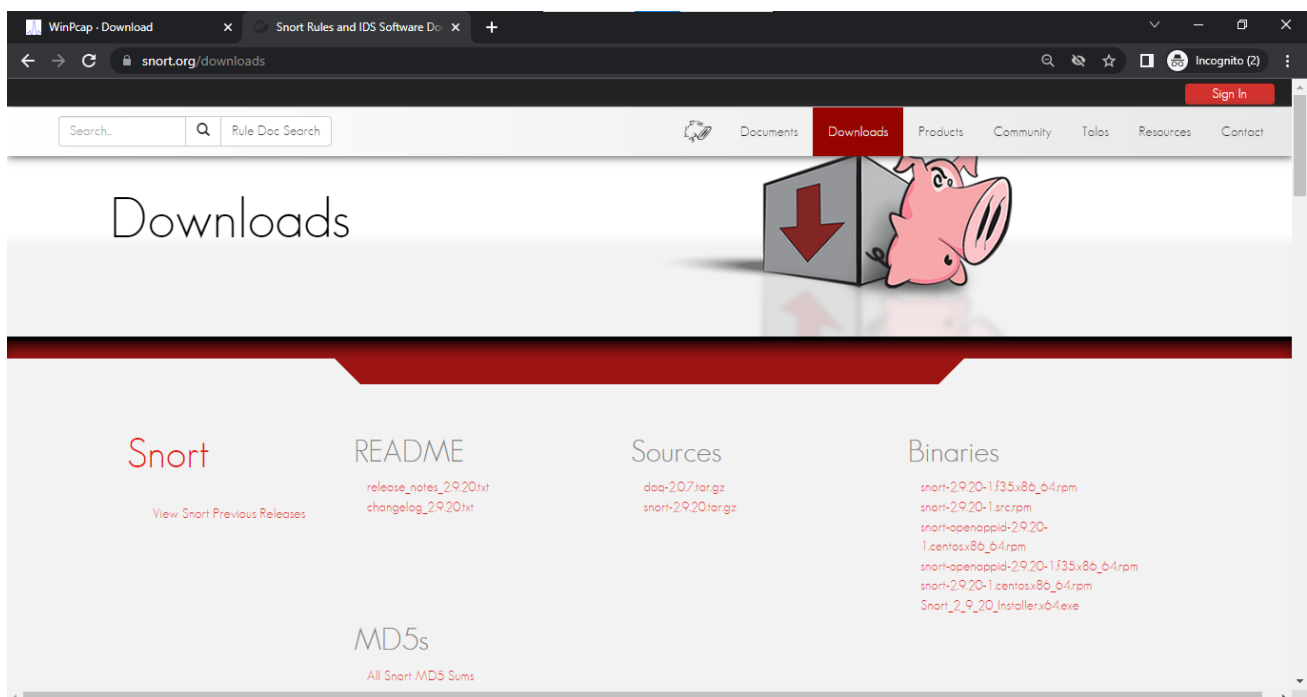 WinPcap - Download
Snort Rules and IDS Software Do
snort.org/downloads
Incognito (2)
Sign In
Search...
Rule Doc Search
Documents
Downloads
Products
Community
Talos
Resources
Contact
Downloads
Snort
View Snort Previous Releases
README
release_notes_2.9.20.txt
changelog_2.9.20.txt
Sources
daq-2.0.7.tar.gz
snort-2.9.20.tar.gz
Binaries
snort-2.9.20-1.f35.x86_64.rpm
snort-2.9.20-1.src.rpm
snort-openappid-2.9.20-
1.centos.x86_64.rpm
snort-openappid-2.9.20-1.f35.x86_64.rpm
snort-2.9.20-1.centos.x86_64.rpm
Snort_2_9_20_Installer.x64.exe
MD5s
All Snort MD5 Sums